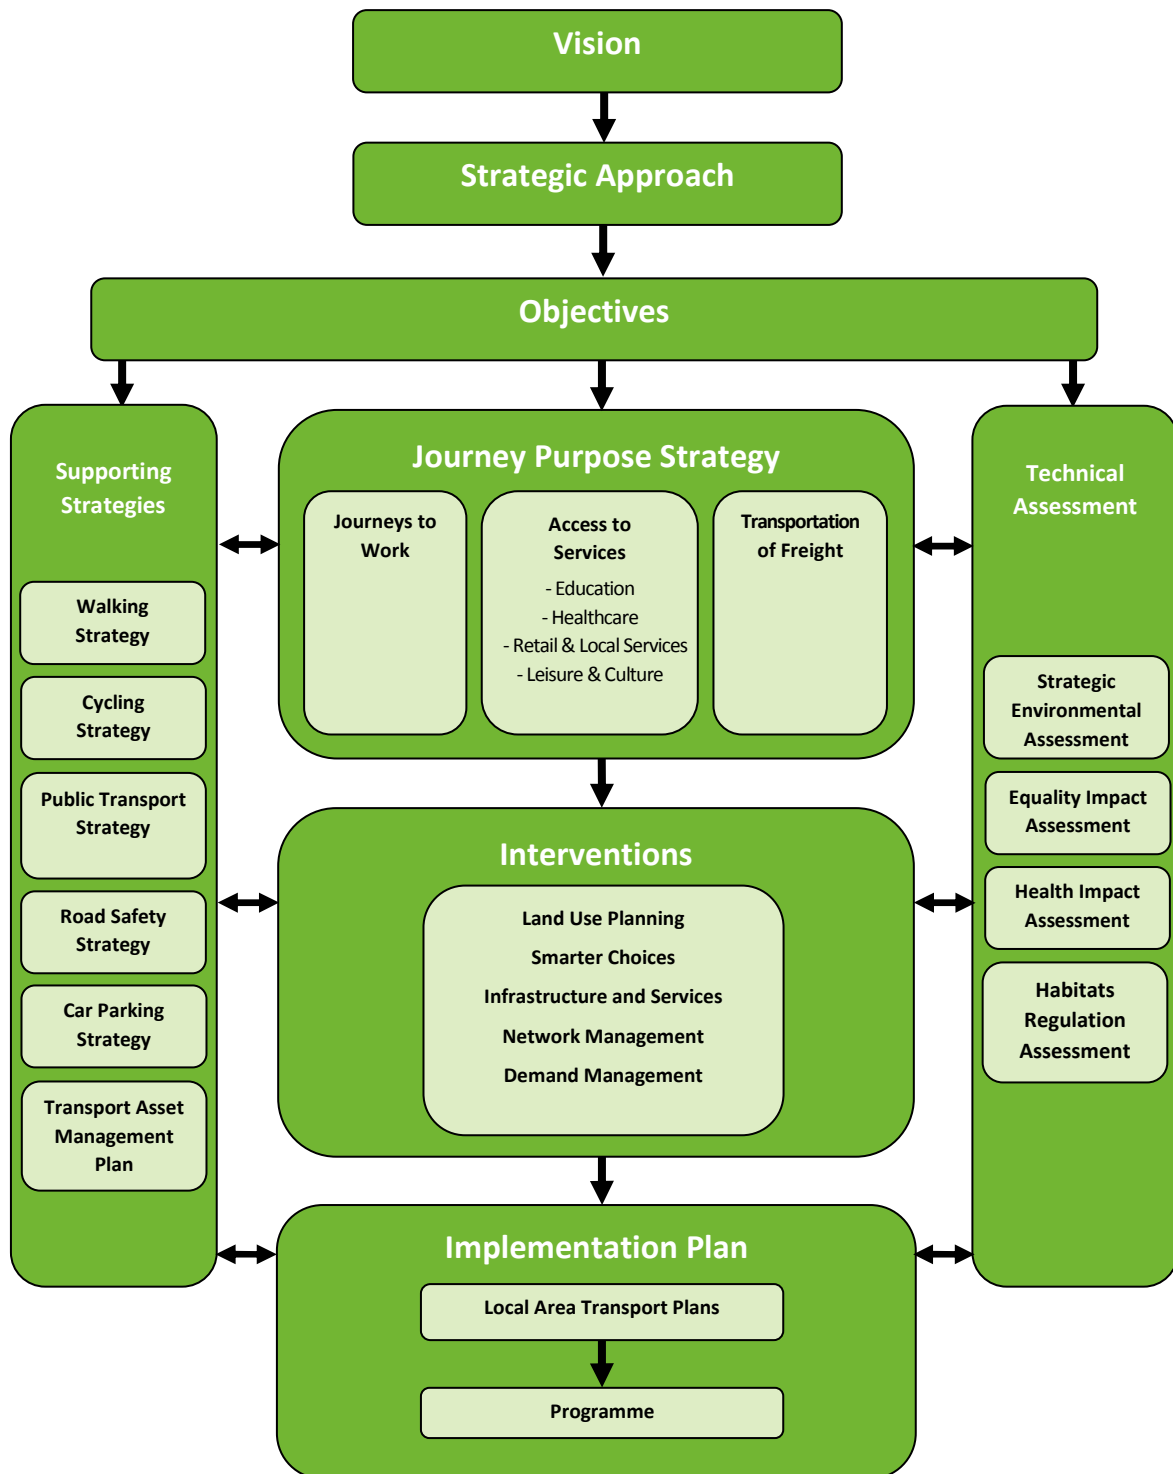 Vision
Strategic Approach
Objectives
Supporting
Strategies
Walking
Strategy
Cycling
Strategy
Public Transport
Strategy
Road Safety
Strategy
Car Parking
Strategy
Transport Asset
Management
Plan
Journey Purpose Strategy
Journeys to
Work
Access to
Services
- Education
- Healthcare
- Retail & Local Services
- Leisure & Culture
Transportation
of Freight
Interventions
Land Use Planning
Smarter Choices
Infrastructure and Services
Network Management
Demand Management
Implementation Plan
Local Area Transport Plans
Programme
Technical
Assessment
Strategic
Environmental
Assessment
Equality Impact
Assessment
Health Impact
Assessment
Habitats
Regulation
Assessment